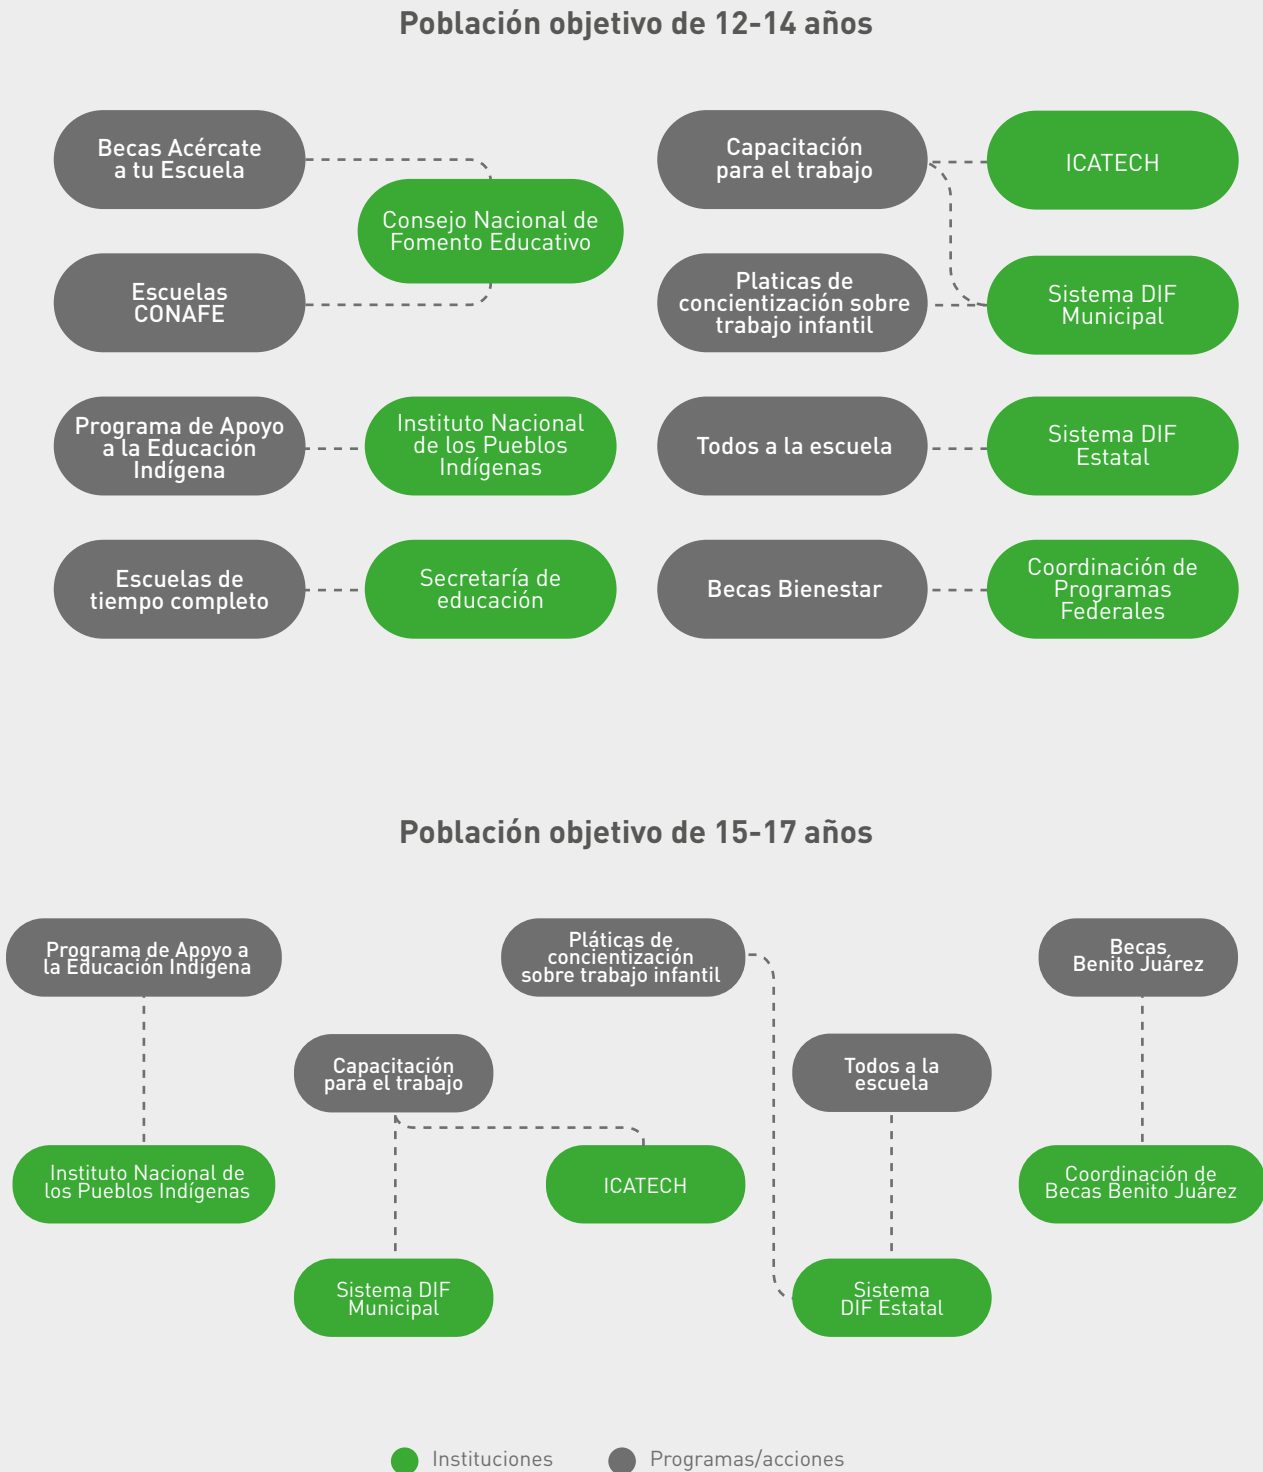 Población objetivo de 12-14 años
Becas Acércate
a tu Escuela
Consejo Nacional de
Fomento Educativo
Escuelas
CONAFE
Programa de Apoyo
a la Educación
Indígena
Instituto Nacional
de los Pueblos
Indígenas
Escuelas de
tiempo completo
Secretaría de
educación
Capacitación
para el trabajo
ICATECH
Platicas de
concientización sobre
trabajo infantil
Sistema DIF
Municipal
Todos a la escuela
Sistema DIF
Estatal
Becas Bienestar
Coordinación de
Programas
Federales
Población objetivo de 15-17 años
Programa de Apoyo a
la Educación Indígena
Pláticas de
concientización
sobre trabajo infantil
Becas
Benito Juárez
Capacitación
para el trabajo
Todos a la
escuela
Instituto Nacional de
los Pueblos Indígenas
ICATECH
Coordinación de
Becas Benito Juárez
Sistema DIF
Municipal
Sistema
DIF Estatal
Instituciones
Programas/acciones